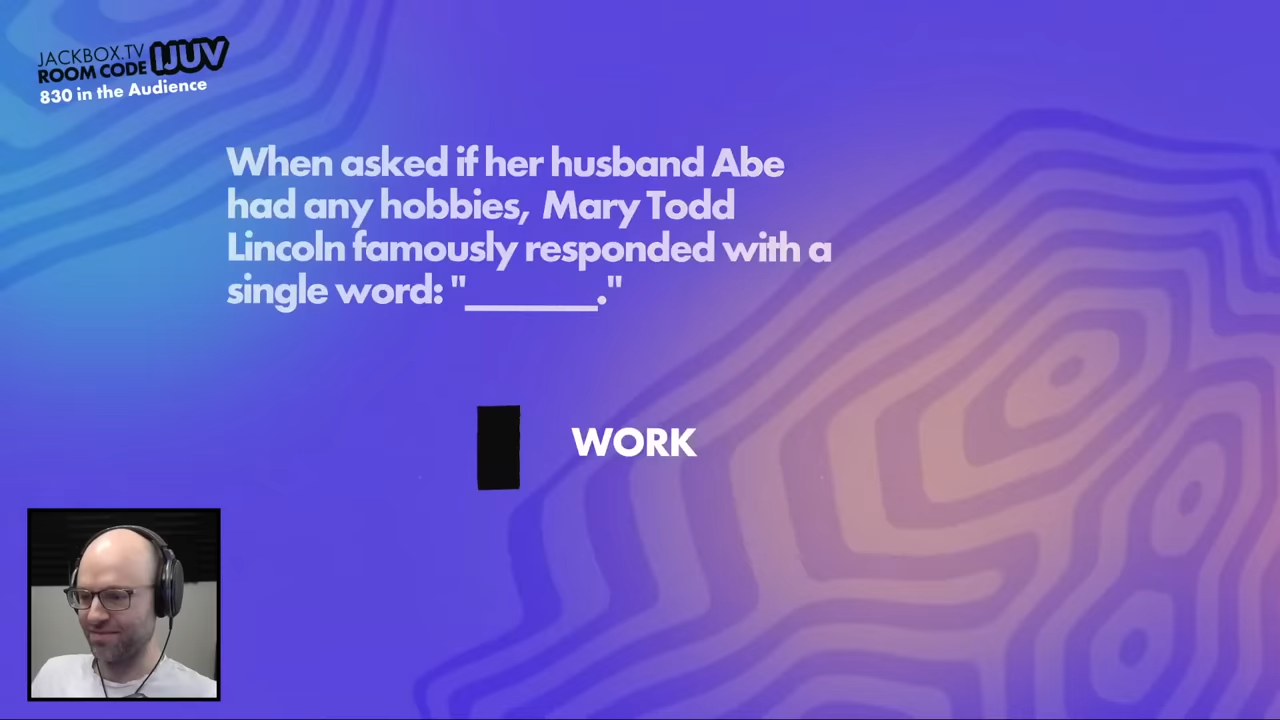 JACKBOX.TV
ROOM CODE IJUV
830 in the Audience
When asked if her husband Abe
had any hobbies, Mary Todd
Lincoln famously responded with a
single word: "_______."
WORK